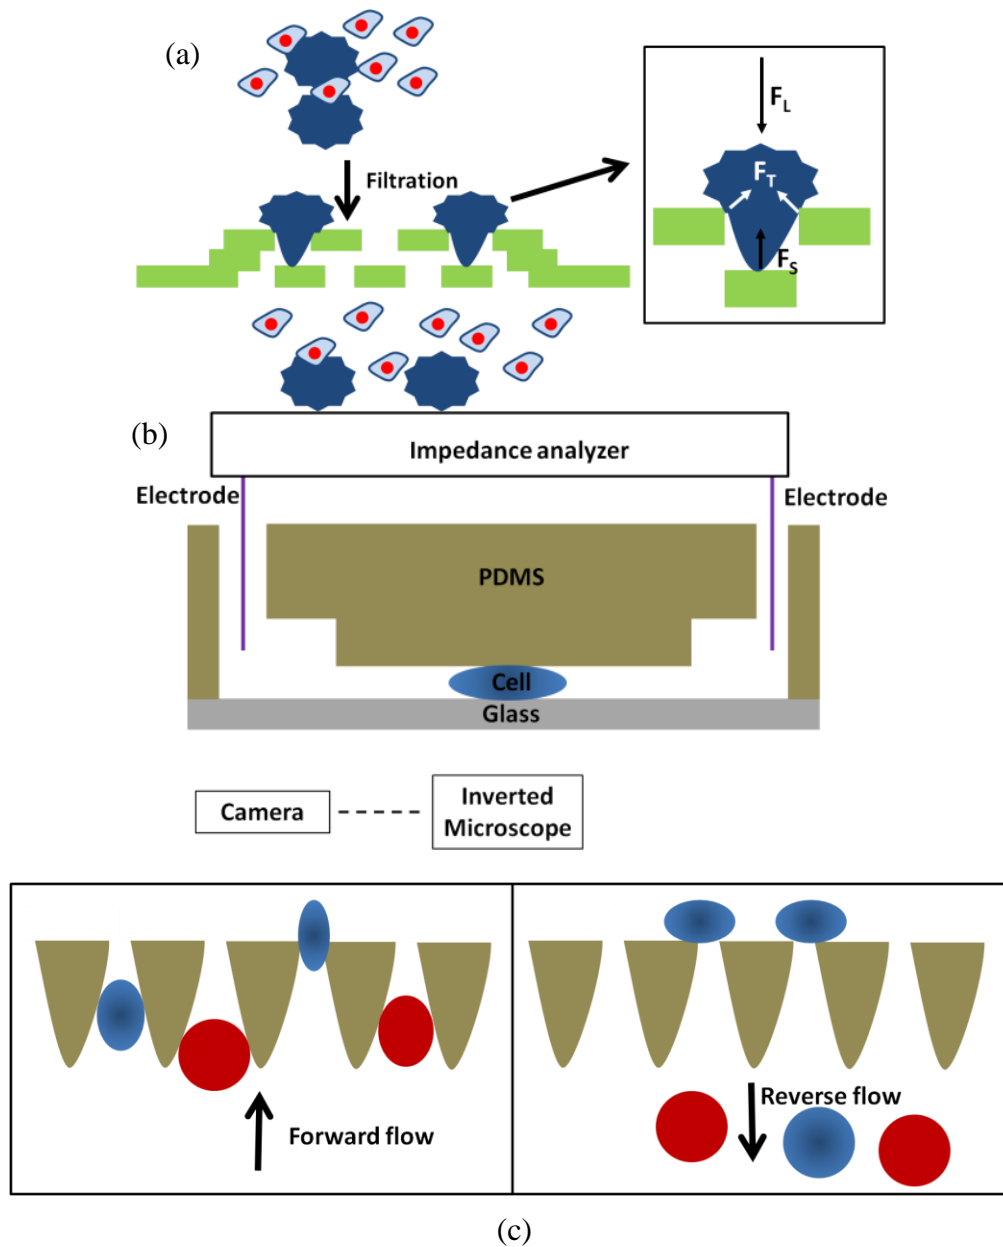 (a)
F_L
F_T
Filtration
F_S
(b)
Impedance analyzer
Electrode
Electrode
PDMS
Cell
Glass
Camera
Inverted
Microscope
Forward flow
Reverse flow
(c)